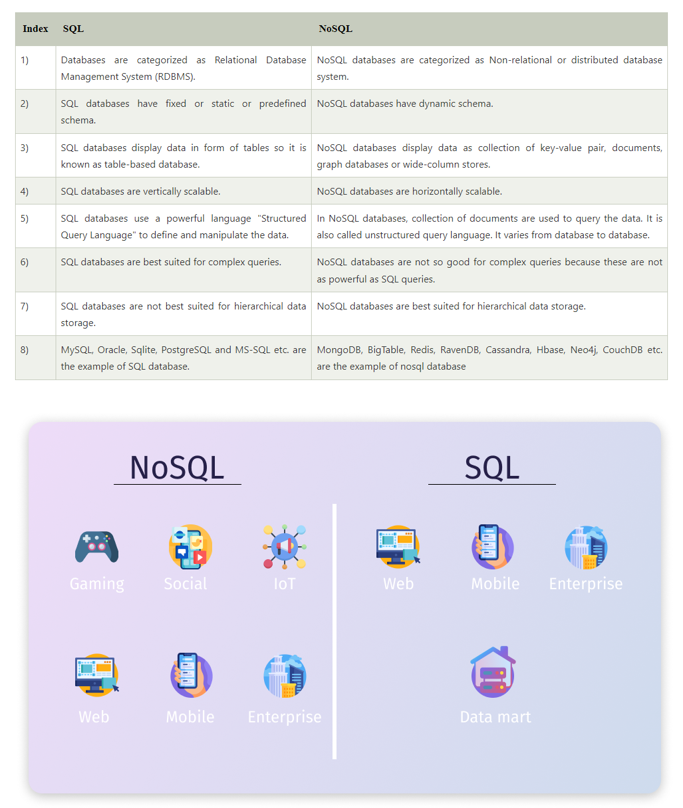 Index SQL NoSQL
1) Databases are categorized as Relational Database
Management System (RDBMS).
NoSQL databases are categorized as Non-relational or distributed database
system.
2) SQL databases have fixed or static or predefined
schema.
NoSQL databases have dynamic schema.
3) SQL databases display data in form of tables so it is
known as table-based database.
NoSQL databases display data as collection of key-value pair, documents,
graph databases or wide-column stores.
4) SQL databases are vertically scalable.
NoSQL databases are horizontally scalable.
5) SQL databases use a powerful language "Structured
Query Language" to define and manipulate the data.
In NoSQL databases, collection of documents are used to query the data. It is
also called unstructured query language. It varies from database to database.
6) SQL databases are best suited for complex queries.
NoSQL databases are not so good for complex queries because these are not
as powerful as SQL queries.
7) SQL databases are not best suited for hierarchical data
storage.
NoSQL databases are best suited for hierarchical data storage.
8) MySQL, Oracle, Sqlite, PostgreSQL and MS-SQL etc. are
the example of SQL database.
MongoDB, BigTable, Redis, RavenDB, Cassandra, Hbase, Neo4j, CouchDB etc.
are the example of nosql database
NoSQL
Gaming Social IoT
Web Mobile Enterprise
SQL
Web Mobile Enterprise
Data mart